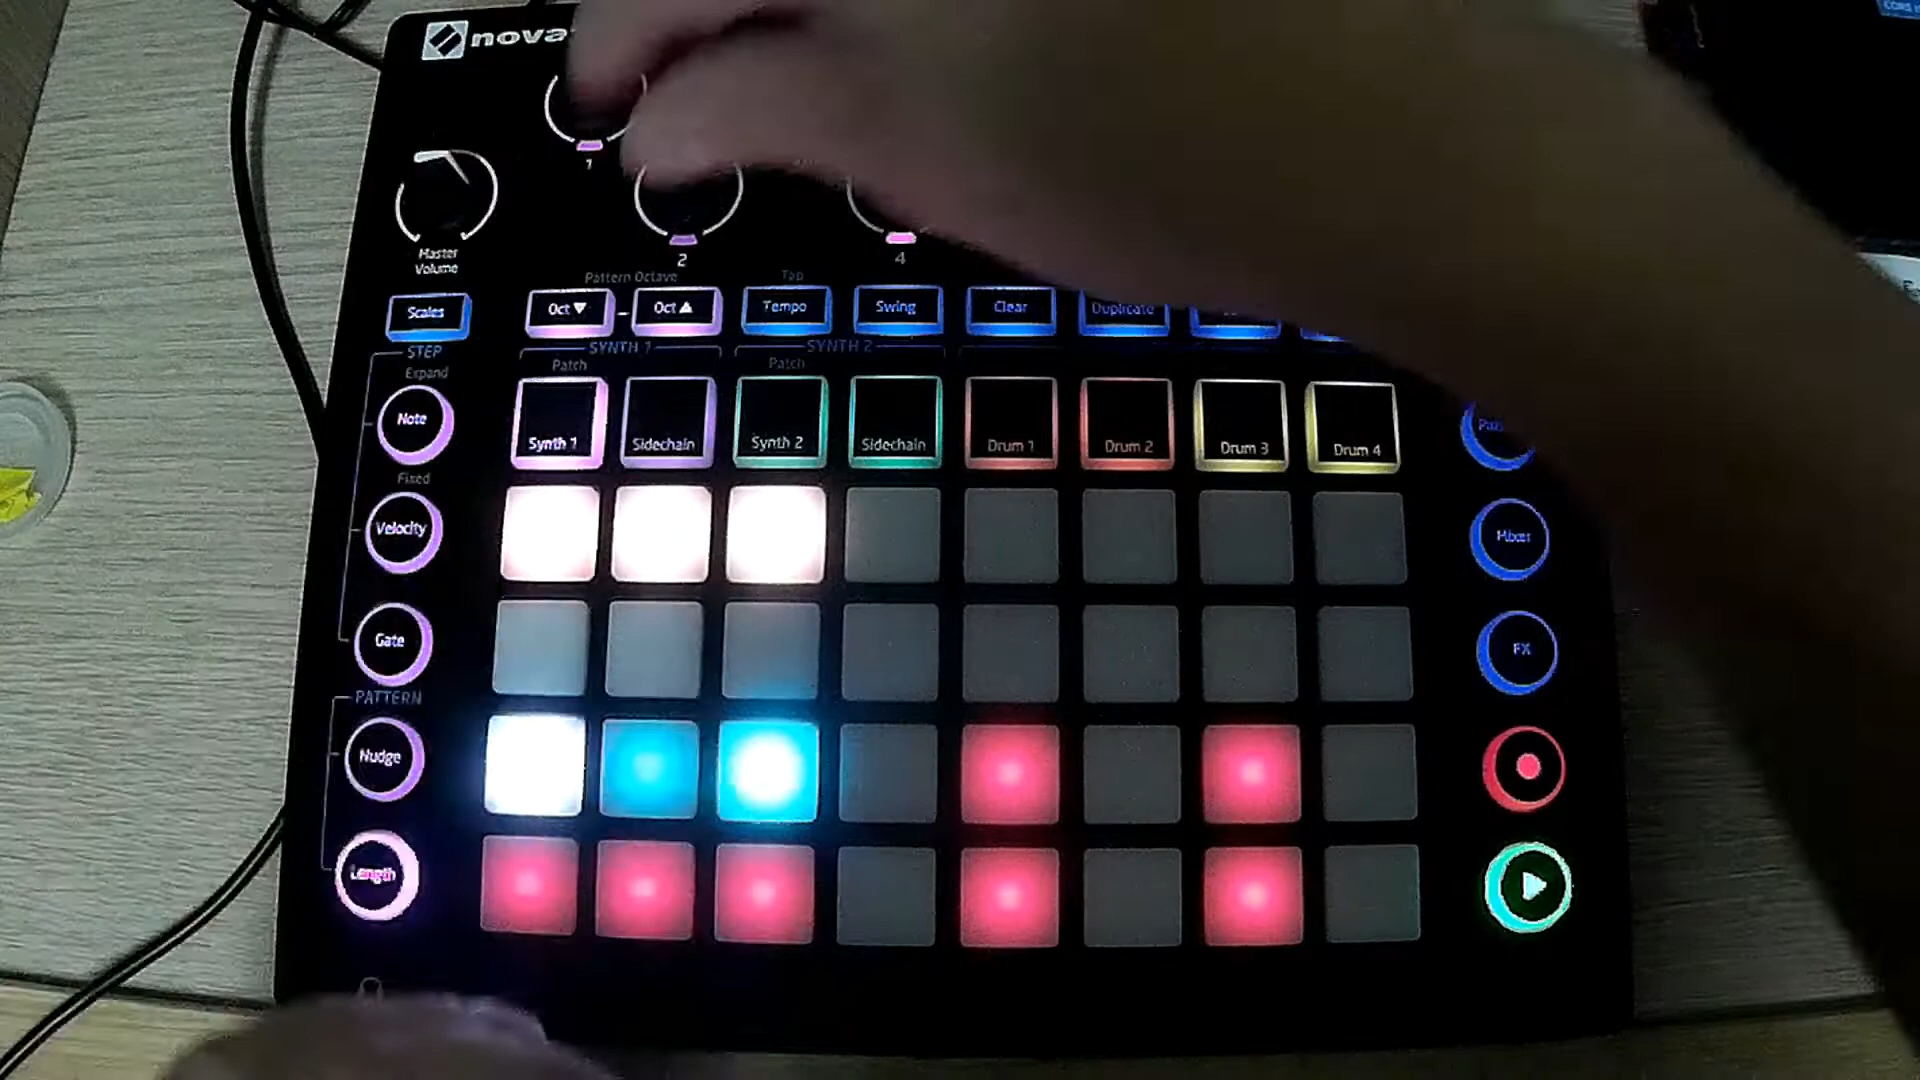 nova
1
2
4
Master
Volume
Pattern Octave
Tap
Scales
Oct▼
Oct▲
Tempo
Swing
Clear
Duplicate
STEP
SYNTH 1
SYNTH 2
Expand
Patch
Patch
Note
Synth 1
Sidechain
Synth 2
Sidechain
Drum 1
Drum 2
Drum 3
Drum 4
Fixed
Velocity
Mixer
Gate
FX
PATTERN
Nudge
Length